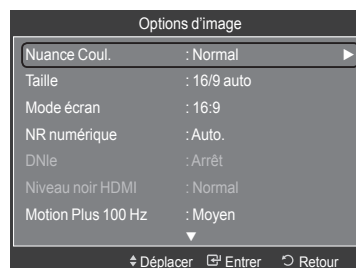 Options d'image
Nuance Coul. : Normal
Taille : 16/9 auto
Mode écran : 16:9
NR numérique : Auto.
DNIe : Arrêt
Niveau noir HDMI : Normal
Motion Plus 100 Hz : Moyen
Déplacer Entrer Retour